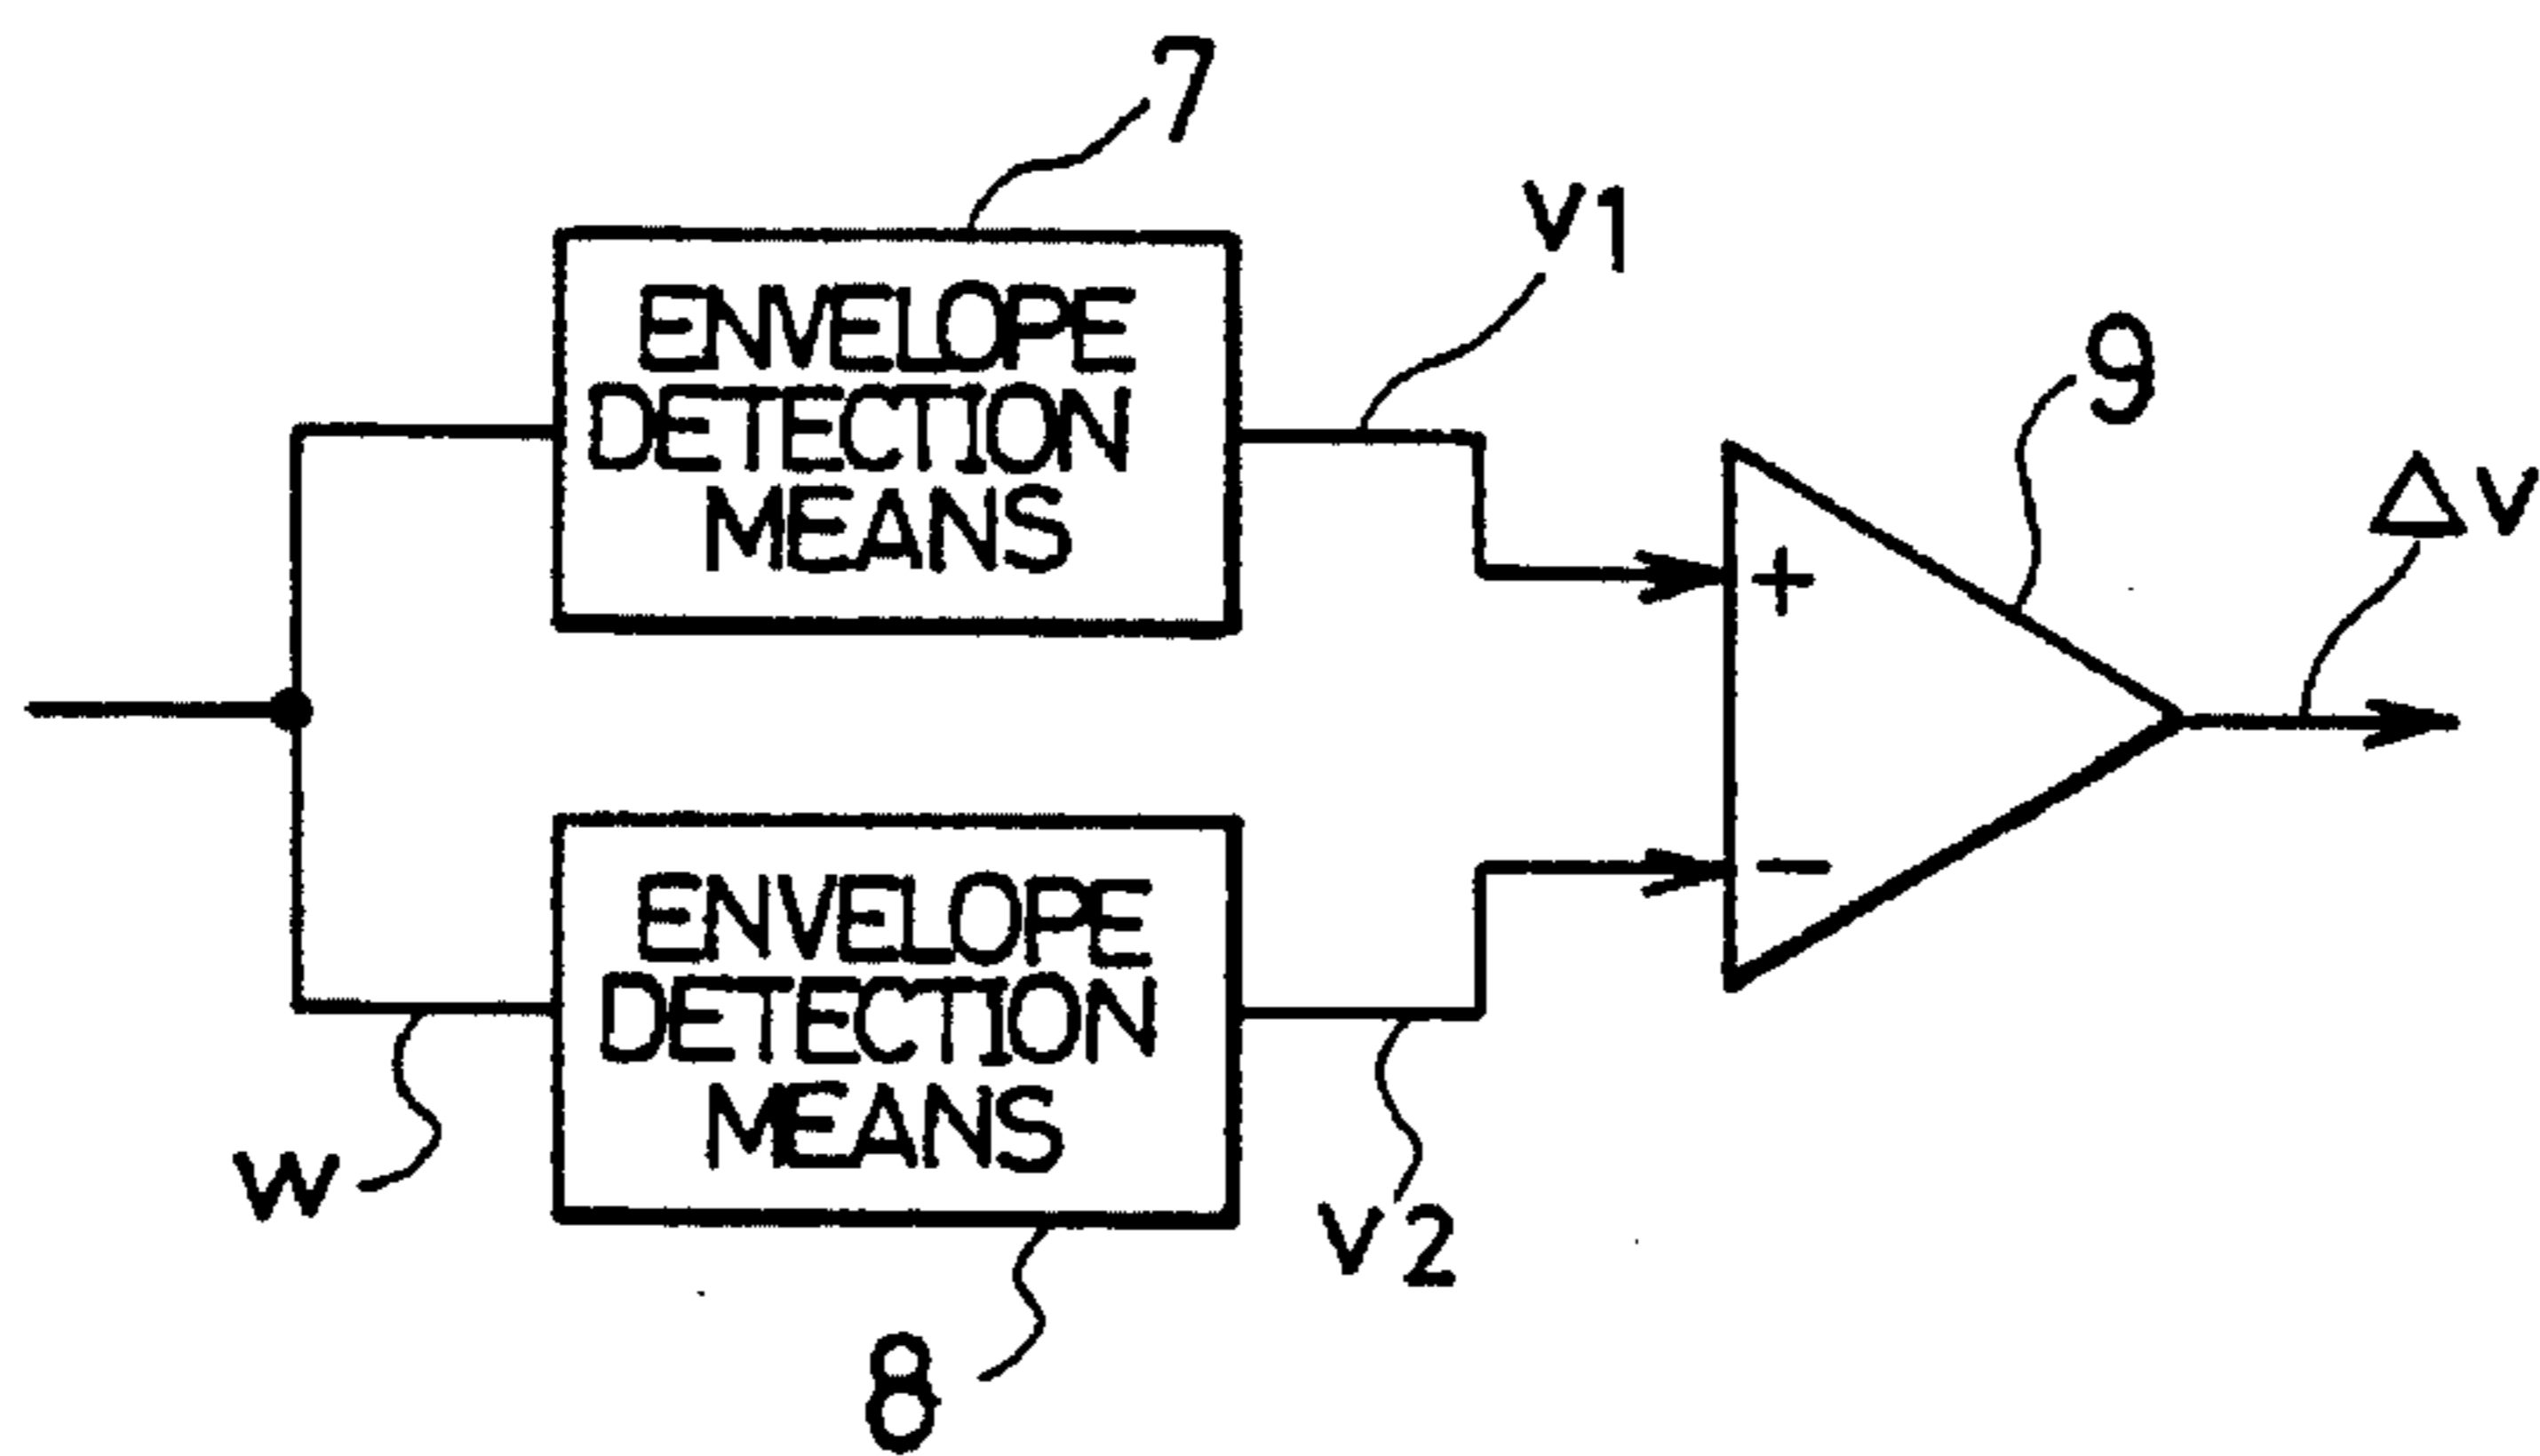 7
v1
ENVELOPE
DETECTION
MEANS
9
Δv
+
−
ENVELOPE
DETECTION
MEANS
w
v2
8